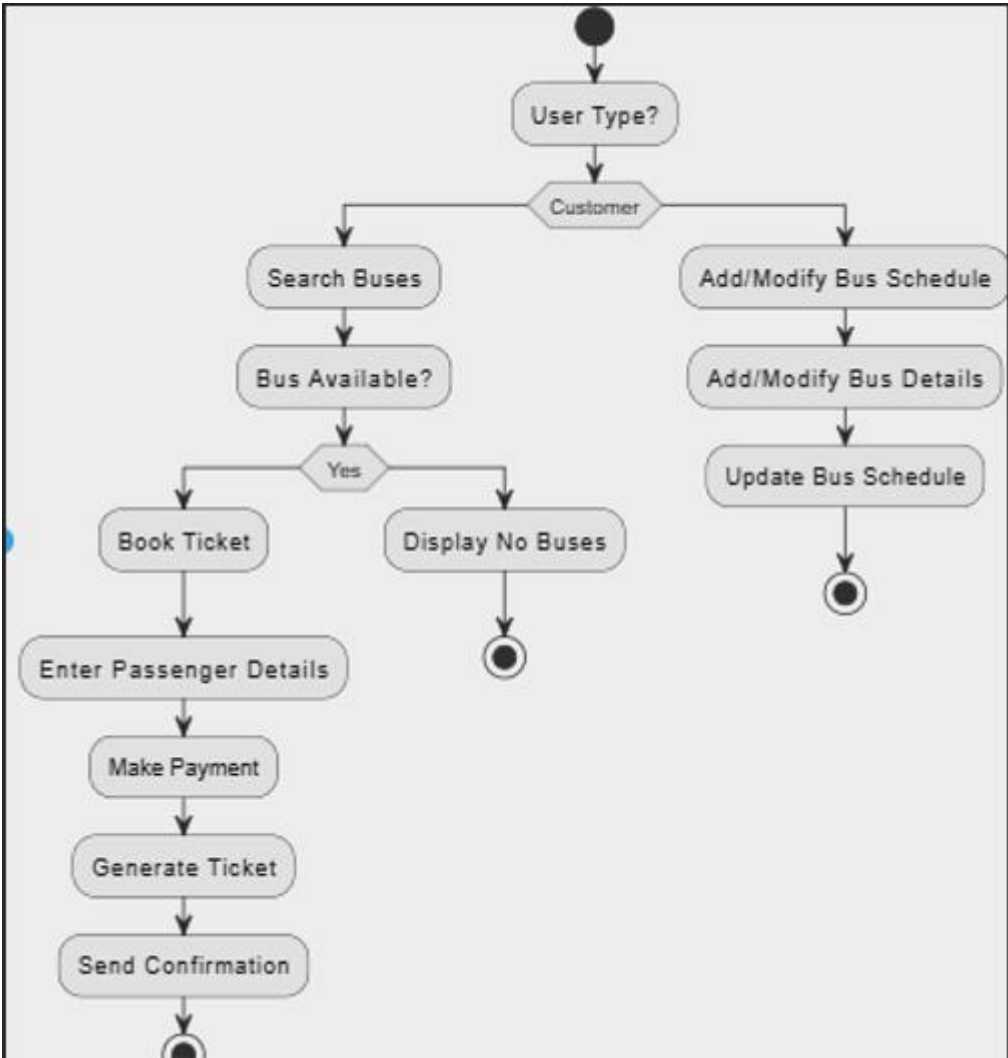 User Type?
Customer
Search Buses
Add/Modify Bus Schedule
Bus Available?
Add/Modify Bus Details
Yes
Update Bus Schedule
Book Ticket
Display No Buses
Enter Passenger Details
Make Payment
Generate Ticket
Send Confirmation